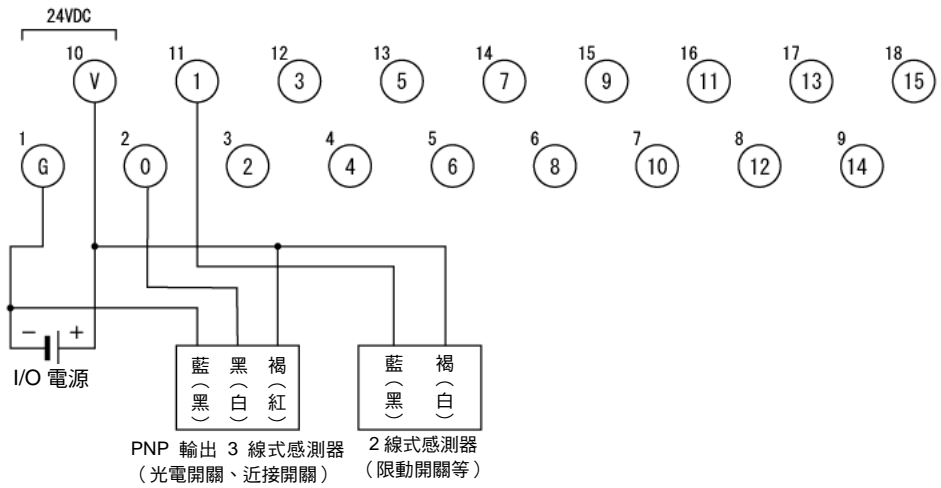 24VDC
10 11 12 13 14 15 16 17 18
V 1 3 5 7 9 11 13 15
1 2 3 4 5 6 7 8 9
G 0 2 4 6 8 10 12 14
− +
I/O 電源
藍(黑) 黑(白) 褐(紅)
藍(黑) 褐(白)
PNP 輸出 3 線式感測器
(光電開關、近接開關)
2 線式感測器
(限動開關等)